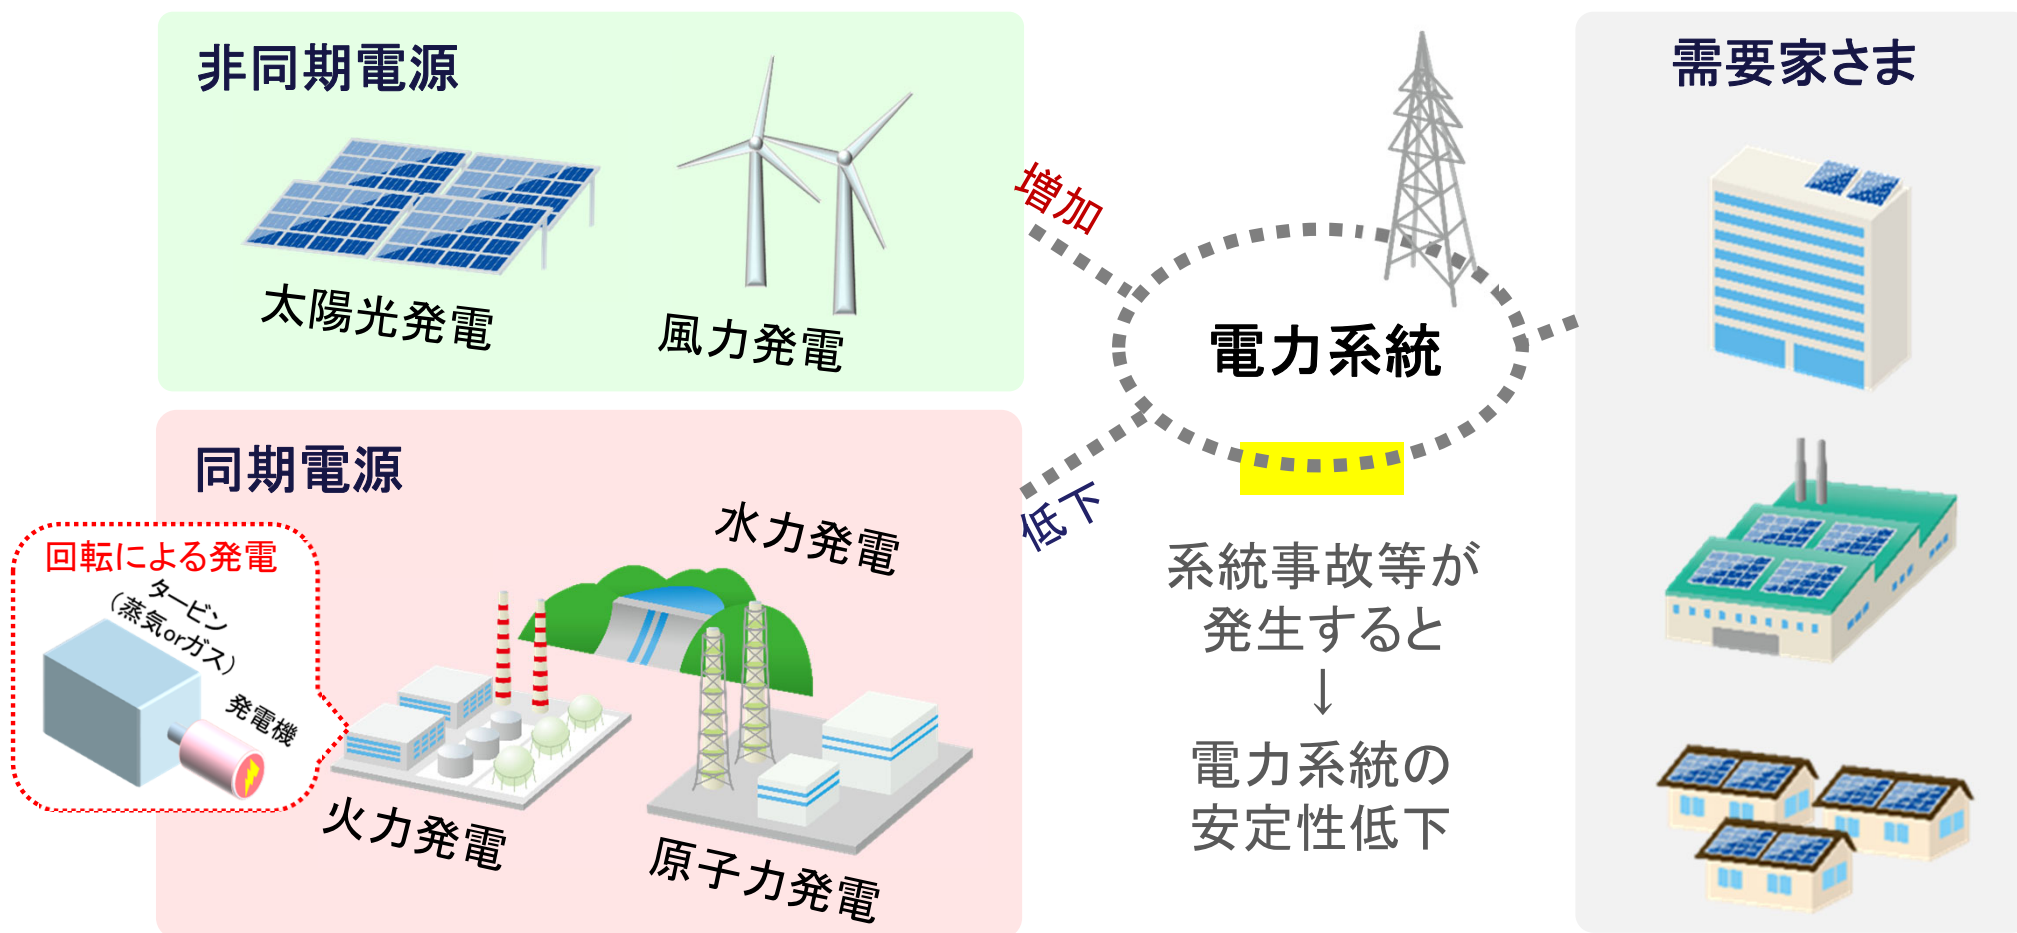 非同期電源
太陽光発電
風力発電
増加
同期電源
水力発電
低下
回転による発電
タービン
(蒸気orガス)
発電機
火力発電
原子力発電
電力系統
系統事故等が
発生すると
↓
電力系統の
安定性低下
需要家さま